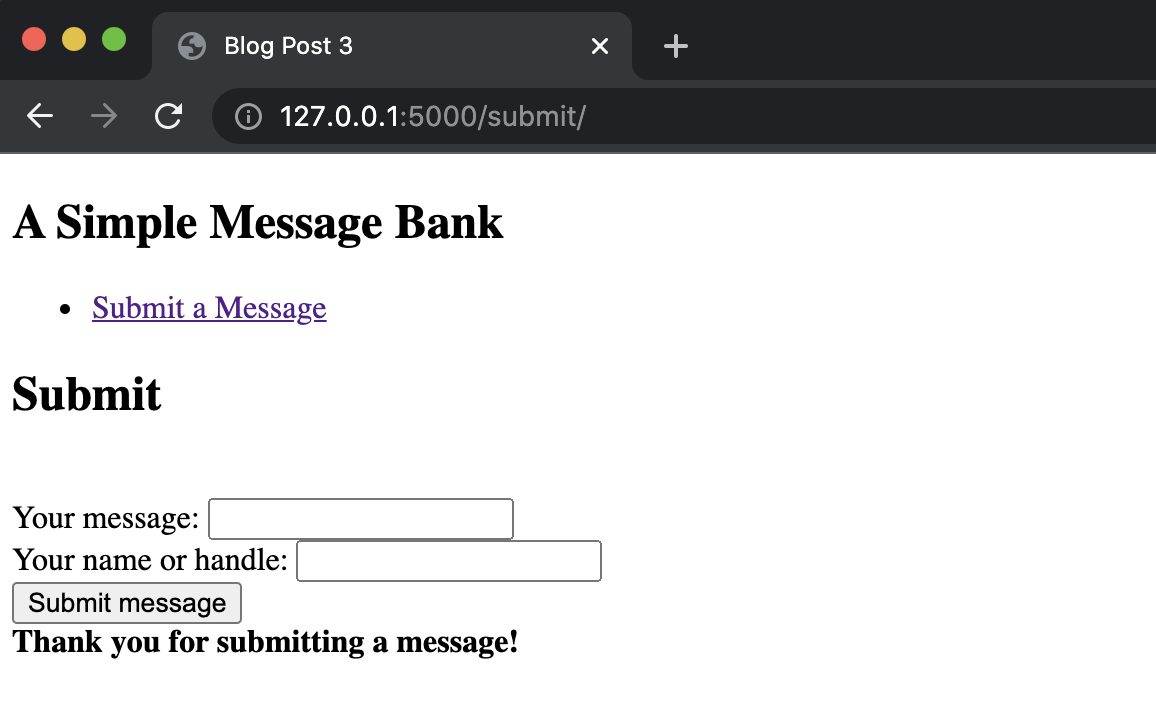 Blog Post 3
127.0.0.1:5000/submit/
A Simple Message Bank
Submit a Message
Submit
Your message:
Your name or handle:
Submit message
Thank you for submitting a message!